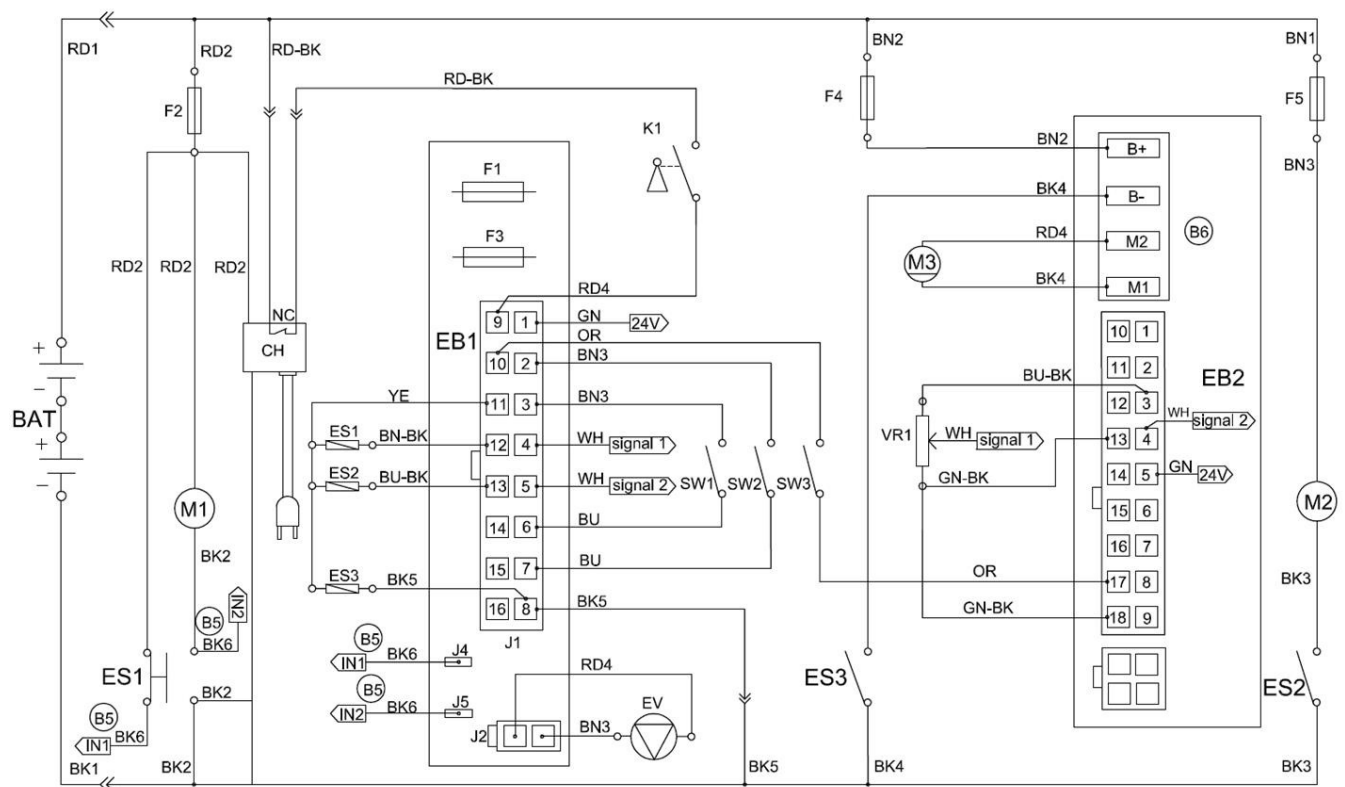 RD1
RD2
RD-BK
BN2
BN1
RD-BK
F2
F4
F5
K1
BN2
B+
BN3
F1
BK4
B-
F3
RD4
M2
B6
M3
RD2
RD2
RD2
BK4
M1
RD4
NC
9
1
GN
24V
CH
EB1
OR
10
1
10
2
BN3
11
2
EB2
BU-BK
YE
11
3
BN3
12
3
WH
signal 2
BAT
ES1
BN-BK
12
4
WH
signal 1
VR1
WH
signal 1
13
4
ES2
BU-BK
13
5
WH
signal 2
SW1
SW2
SW3
GN-BK
14
5
GN
24V
M1
M2
14
6
BU
15
6
BK2
15
7
BU
16
7
ES3
BK5
OR
17
8
BK3
IN2
16
8
BK5
GN-BK
18
9
B5
BK6
J1
B5
IN1
BK6
J4
RD4
ES1
BK2
ES3
ES2
B5
IN2
BK6
J5
EV
B5
IN1
BK6
J2
BN3
BK1
BK2
BK5
BK4
BK3
+
-
+
-